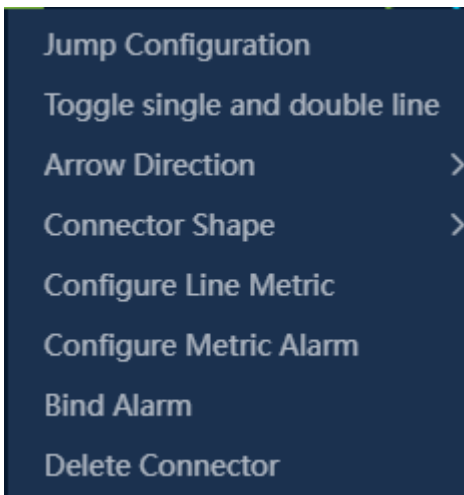 Jump Configuration
Toggle single and double line
Arrow Direction
Connector Shape
Configure Line Metric
Configure Metric Alarm
Bind Alarm
Delete Connector